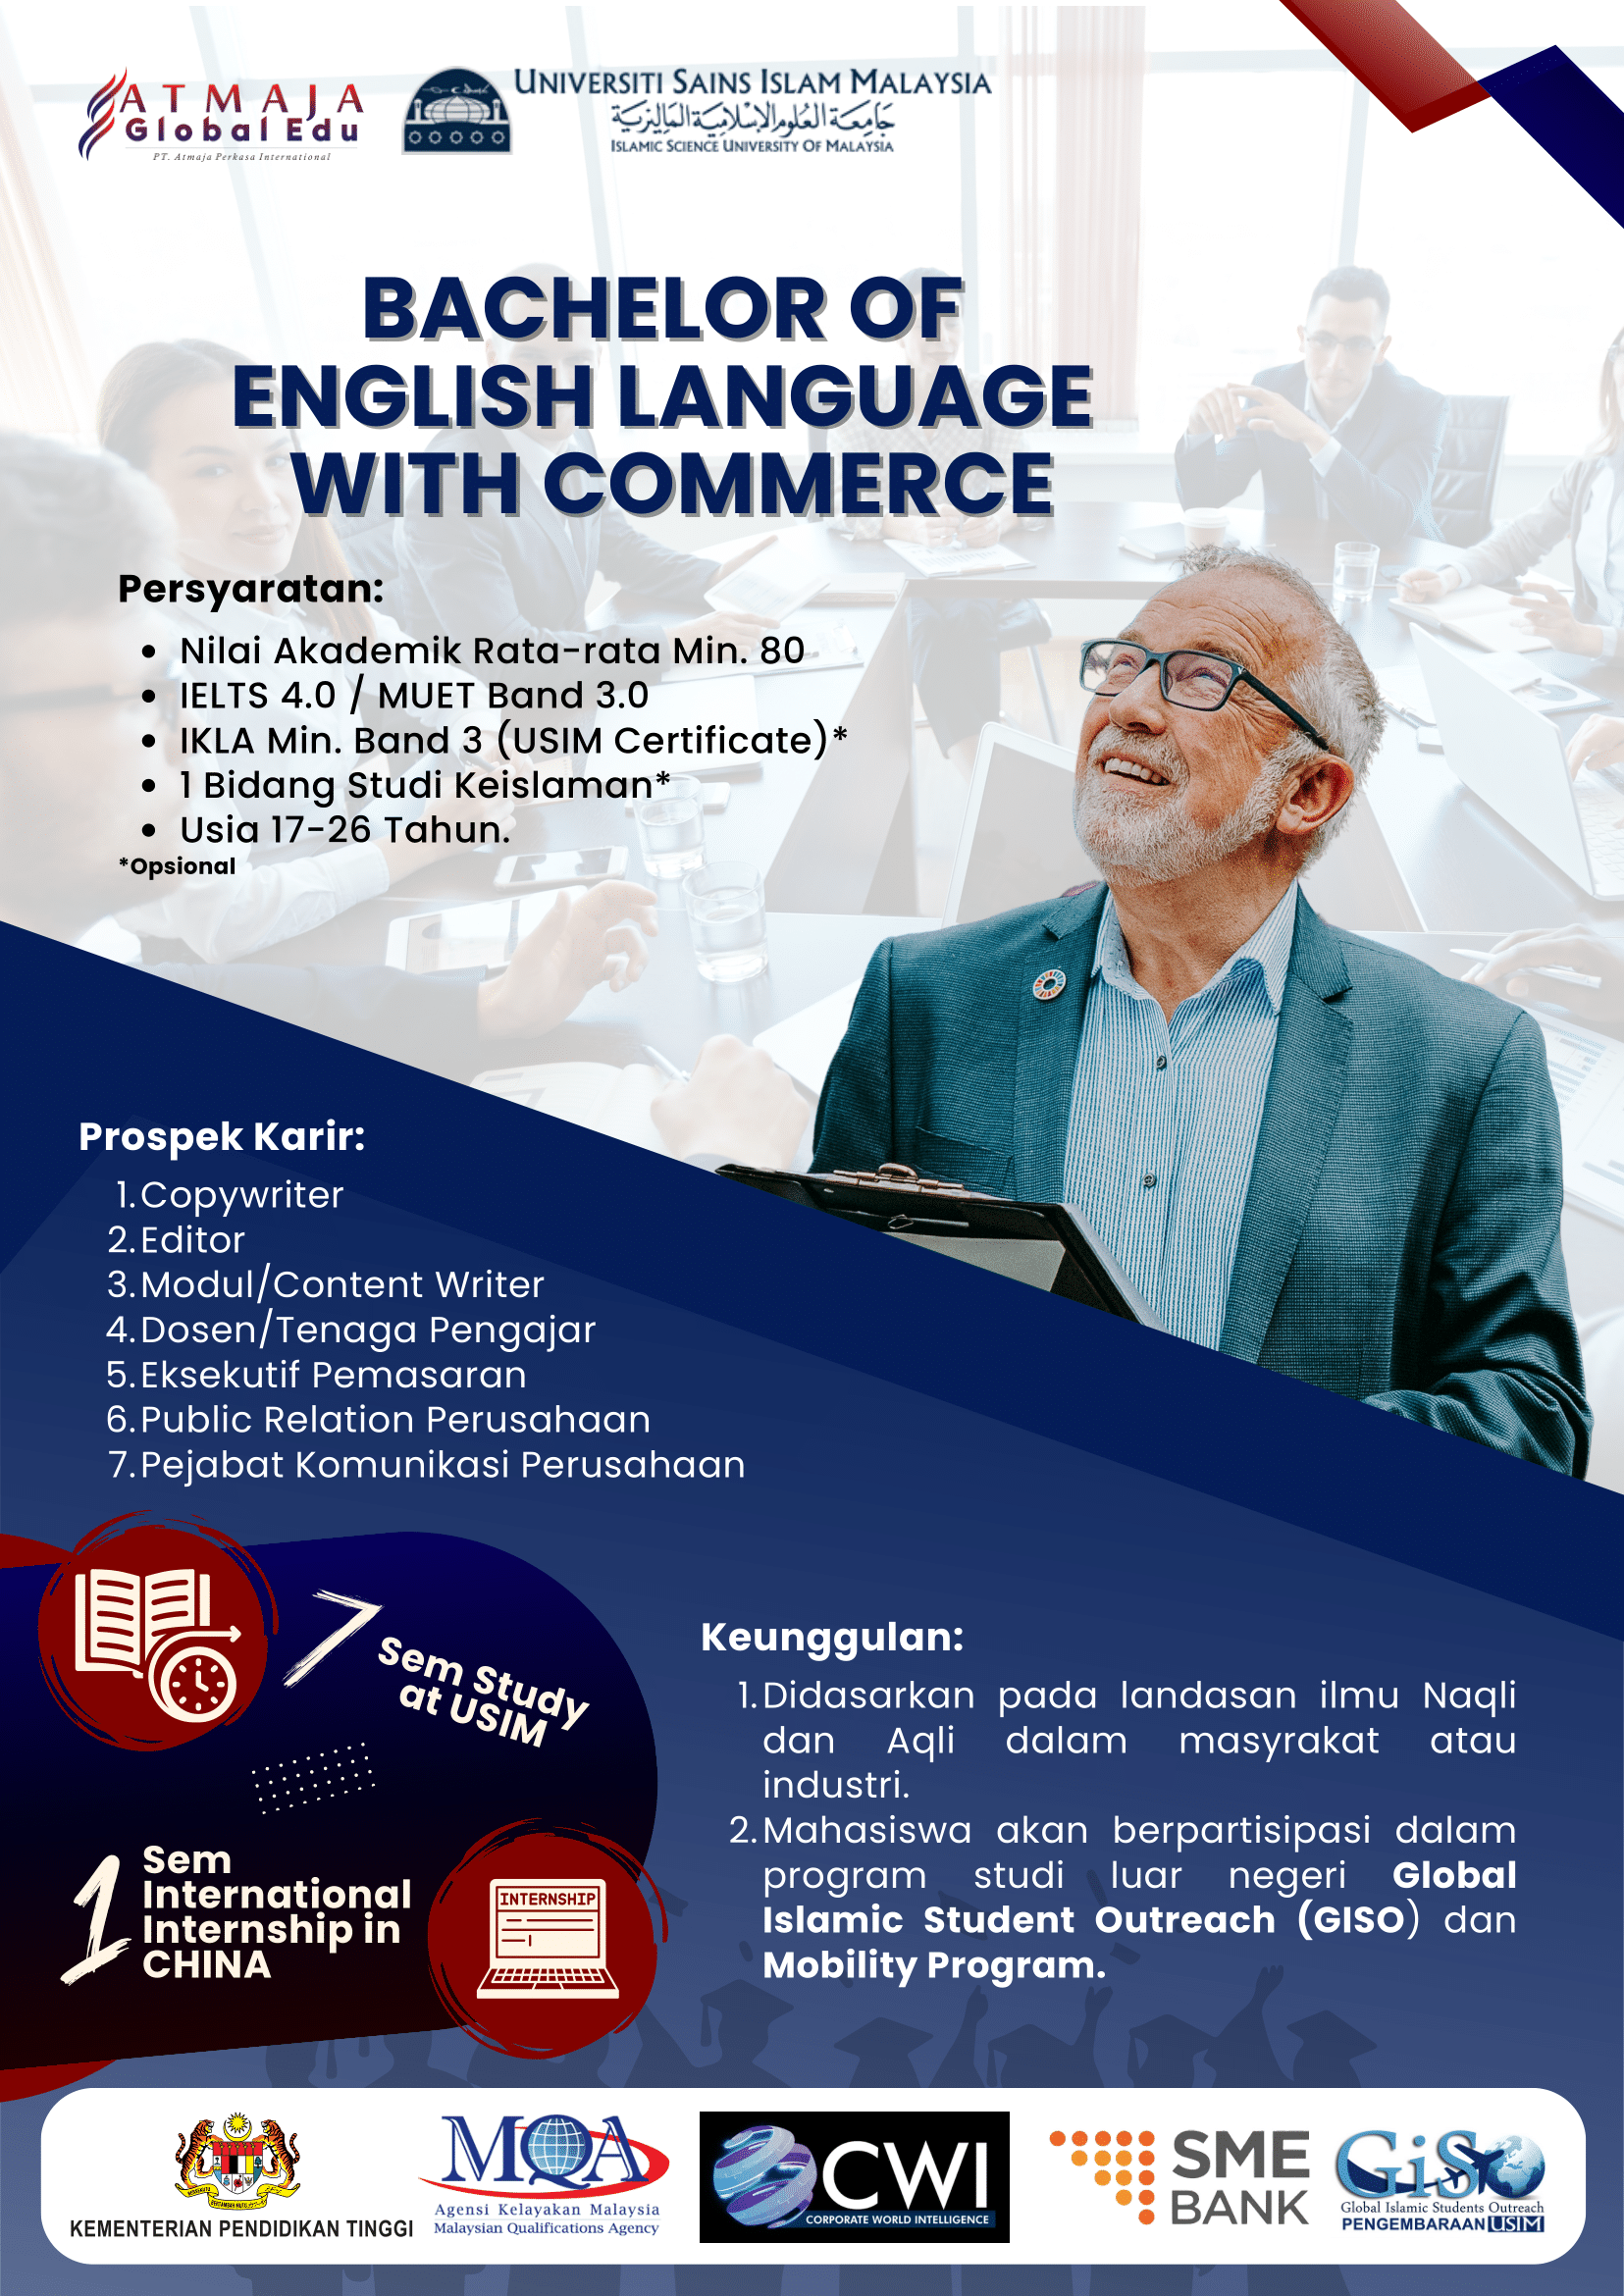 ATMAJA
Global Edu
PT. Atmaja Perkasa International
UNIVERSITI SAINS ISLAM MALAYSIA
جامعة العلوم الإسلامية الماليزية
ISLAMIC SCIENCE UNIVERSITY OF MALAYSIA
BACHELOR OF
ENGLISH LANGUAGE
WITH COMMERCE
Persyaratan:
• Nilai Akademik Rata-rata Min. 80
• IELTS 4.0 / MUET Band 3.0
• IKLA Min. Band 3 (USIM Certificate)*
• 1 Bidang Studi Keislaman*
• Usia 17-26 Tahun.
*Opsional
Prospek Karir:
1. Copywriter
2. Editor
3. Modul/Content Writer
4. Dosen/Tenaga Pengajar
5. Eksekutif Pemasaran
6. Public Relation Perusahaan
7. Pejabat Komunikasi Perusahaan
7
Sem Study
at USIM
1
Sem
International
Internship in
CHINA
INTERNSHIP
Keunggulan:
1. Didasarkan pada landasan ilmu Naqli
dan Aqli dalam masyrakat atau
industri.
2. Mahasiswa akan berpartisipasi dalam
program studi luar negeri Global
Islamic Student Outreach (GISO) dan
Mobility Program.
KEMENTERIAN PENDIDIKAN TINGGI
MQA
Agensi Kelayakan Malaysia
Malaysian Qualifications Agency
CWI
CORPORATE WORLD INTELLIGENCE
SME
BANK
GiSO
Global Islamic Students Outreach
PENGEMBARAAN USIM